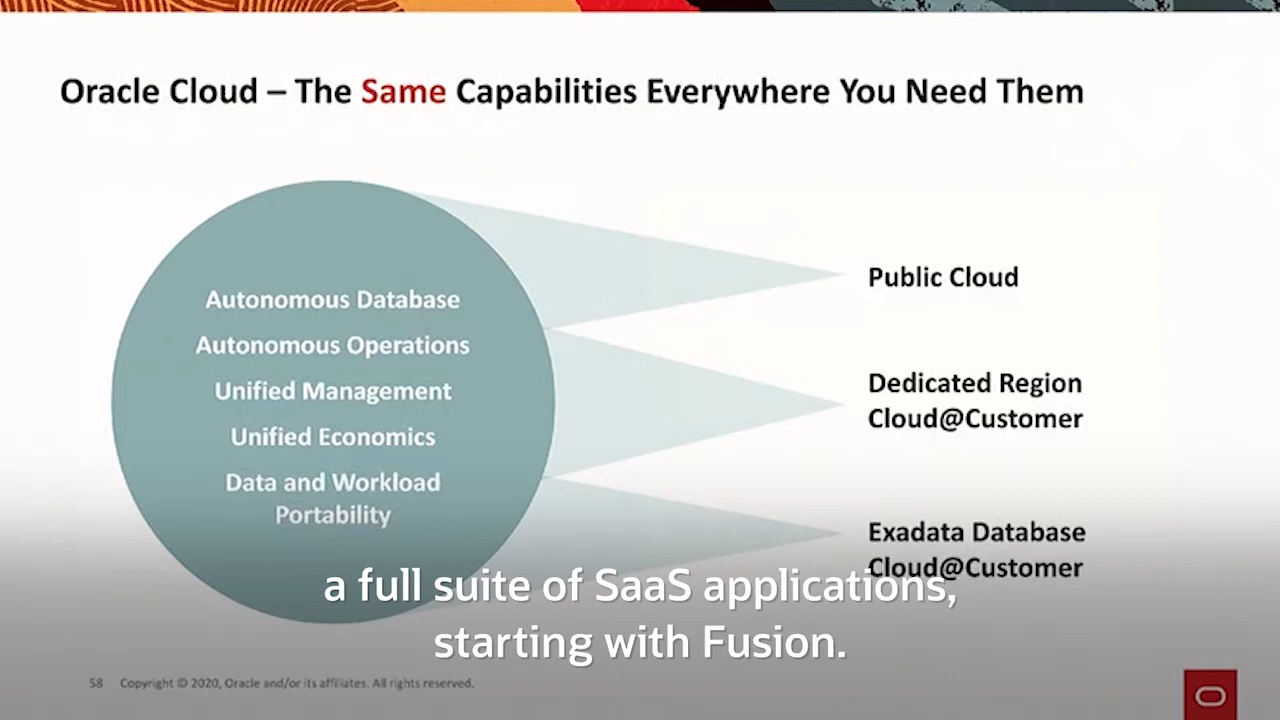 Oracle Cloud – The Same Capabilities Everywhere You Need Them
Autonomous Database
Autonomous Operations
Unified Management
Unified Economics
Data and Workload
Portability
Public Cloud
Dedicated Region
Cloud@Customer
Exadata Database
Cloud@Customer
a full suite of SaaS applications,
starting with Fusion.
58 Copyright © 2020, Oracle and/or its affiliates. All rights reserved.